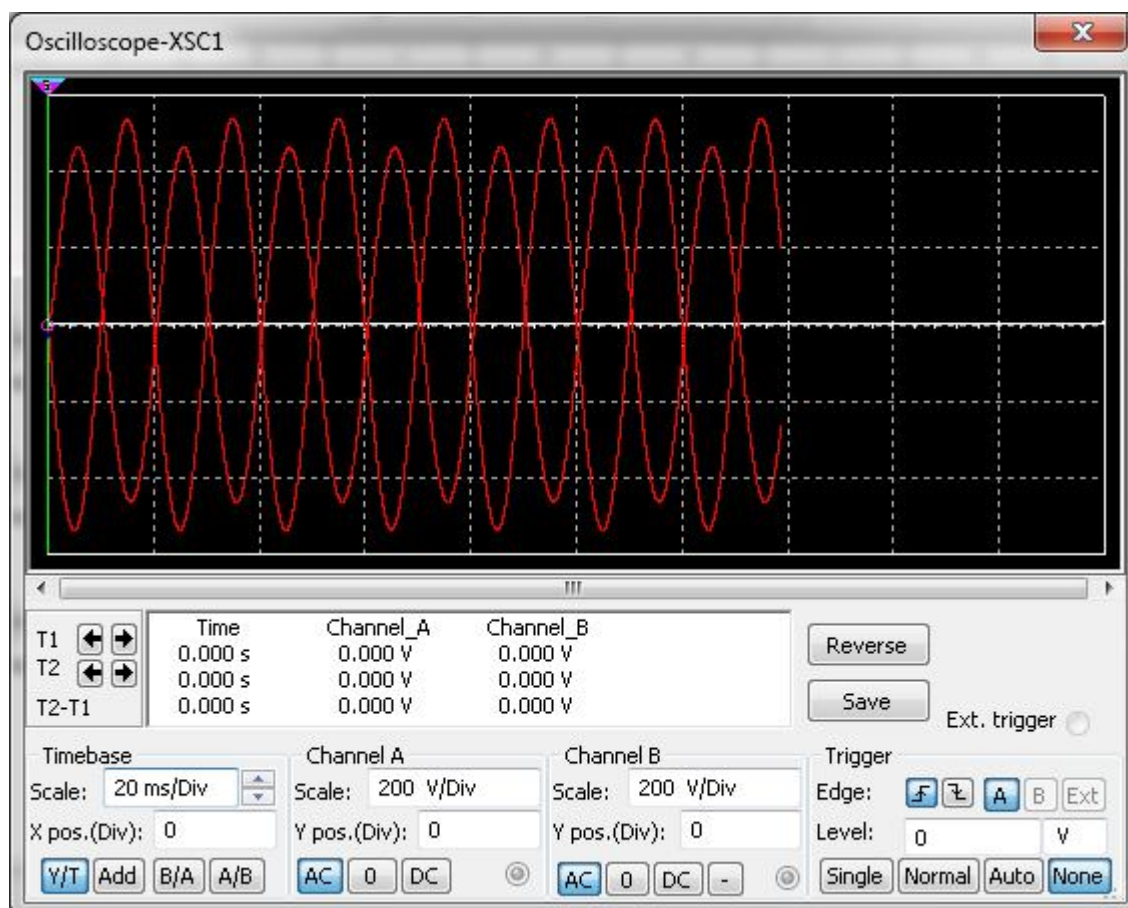 Oscilloscope-XSC1
T1
T2
T2-T1
Time Channel_A Channel_B
0.000 s 0.000 V 0.000 V
0.000 s 0.000 V 0.000 V
0.000 s 0.000 V 0.000 V
Reverse
Save
Ext. trigger
Timebase
Scale: 20 ms/Div
X pos.(Div): 0
Y/T Add B/A A/B
Channel A
Scale: 200 V/Div
Y pos.(Div): 0
AC 0 DC
Channel B
Scale: 200 V/Div
Y pos.(Div): 0
AC 0 DC -
Trigger
Edge: A B Ext
Level: 0 V
Single Normal Auto None